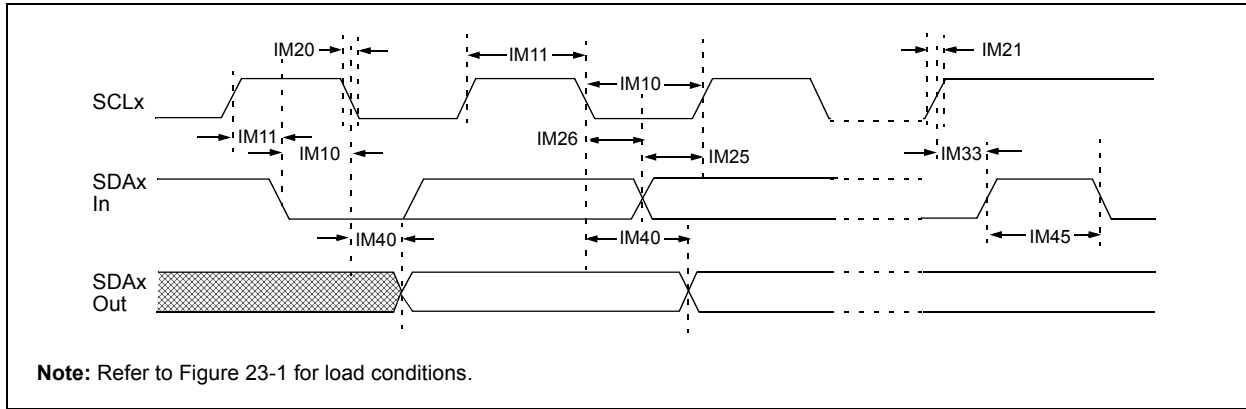 IM20
IM11
IM21
IM10
SCLx
IM11
IM26
IM10
IM25
IM33
SDAx
In
IM40
IM40
IM45
SDAx
Out
Note: Refer to Figure 23-1 for load conditions.